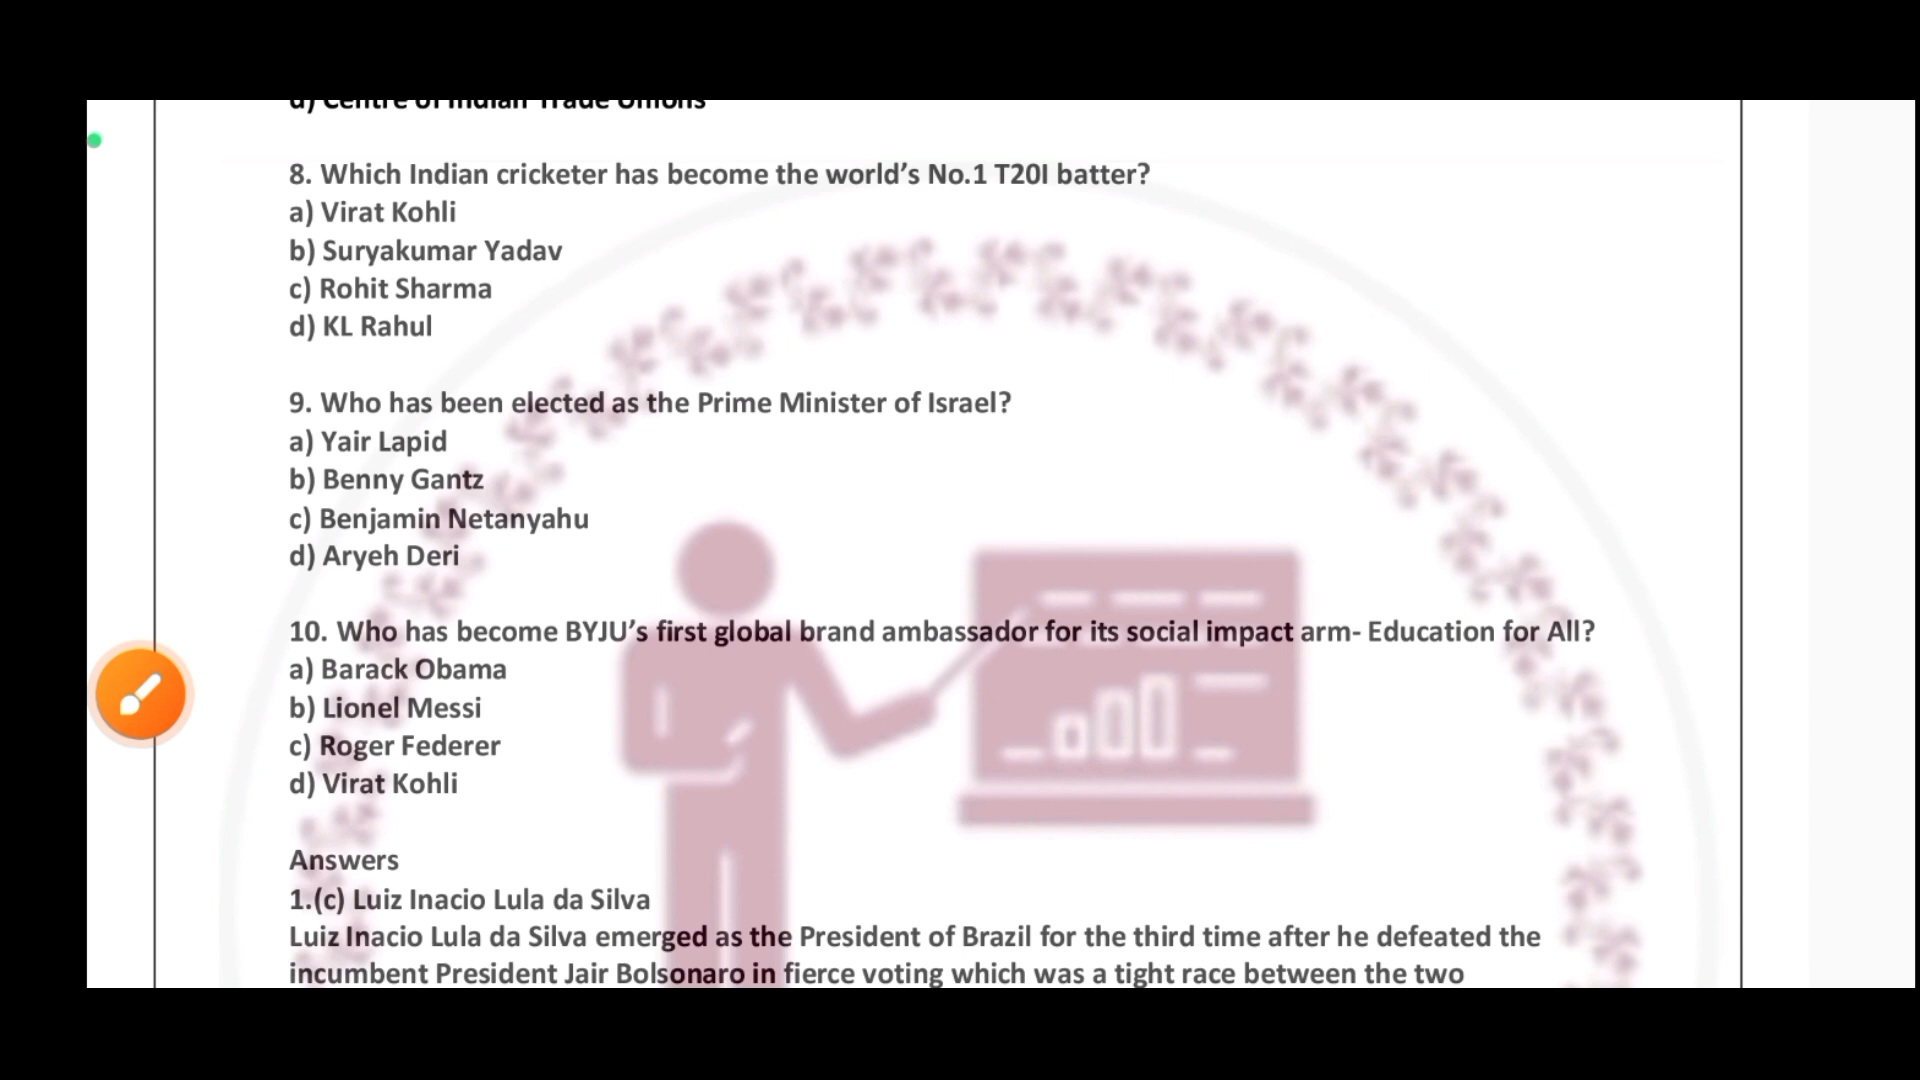 d) Centre of Indian Trade Unions
8. Which Indian cricketer has become the world’s No.1 T20I batter?
a) Virat Kohli
b) Suryakumar Yadav
c) Rohit Sharma
d) KL Rahul
9. Who has been elected as the Prime Minister of Israel?
a) Yair Lapid
b) Benny Gantz
c) Benjamin Netanyahu
d) Aryeh Deri
10. Who has become BYJU’s first global brand ambassador for its social impact arm- Education for All?
a) Barack Obama
b) Lionel Messi
c) Roger Federer
d) Virat Kohli
Answers
1.(c) Luiz Inacio Lula da Silva
Luiz Inacio Lula da Silva emerged as the President of Brazil for the third time after he defeated the
incumbent President Jair Bolsonaro in fierce voting which was a tight race between the two